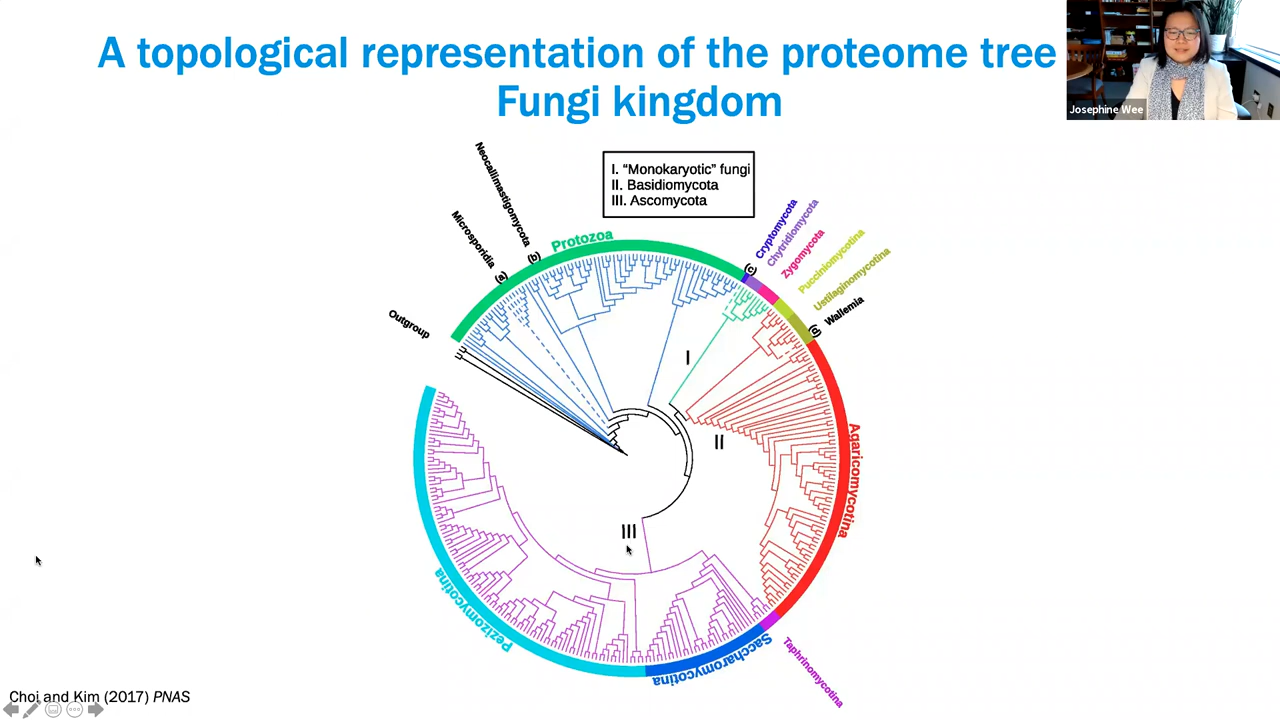 A topological representation of the proteome tree
Fungi kingdom
Josephine Wee
I. "Monokaryotic" fungi
II. Basidiomycota
III. Ascomycota
Neocallimastigomycota
(b)
Microsporidia
(a)
Protozoa
Outgroup
(c)
Cryptomycota
Chytridiomycota
Zygomycota
Pucciniomycotina
Ustilaginomycotina
(d)
Wallemia
I
II
III
Agaricomycotina
Pezizomycotina
Saccharomycotina
Taphrinomycotina
Choi and Kim (2017) PNAS